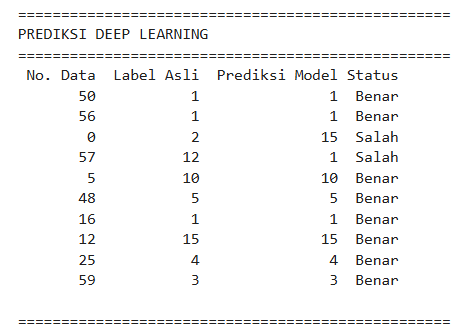 ======================================================
PREDIKSI DEEP LEARNING
======================================================
No. Data Label Asli Prediksi Model Status
50 1 1 Benar
56 1 1 Benar
0 2 15 Salah
57 12 1 Salah
5 10 10 Benar
48 5 5 Benar
16 1 1 Benar
12 15 15 Benar
25 4 4 Benar
59 3 3 Benar
======================================================